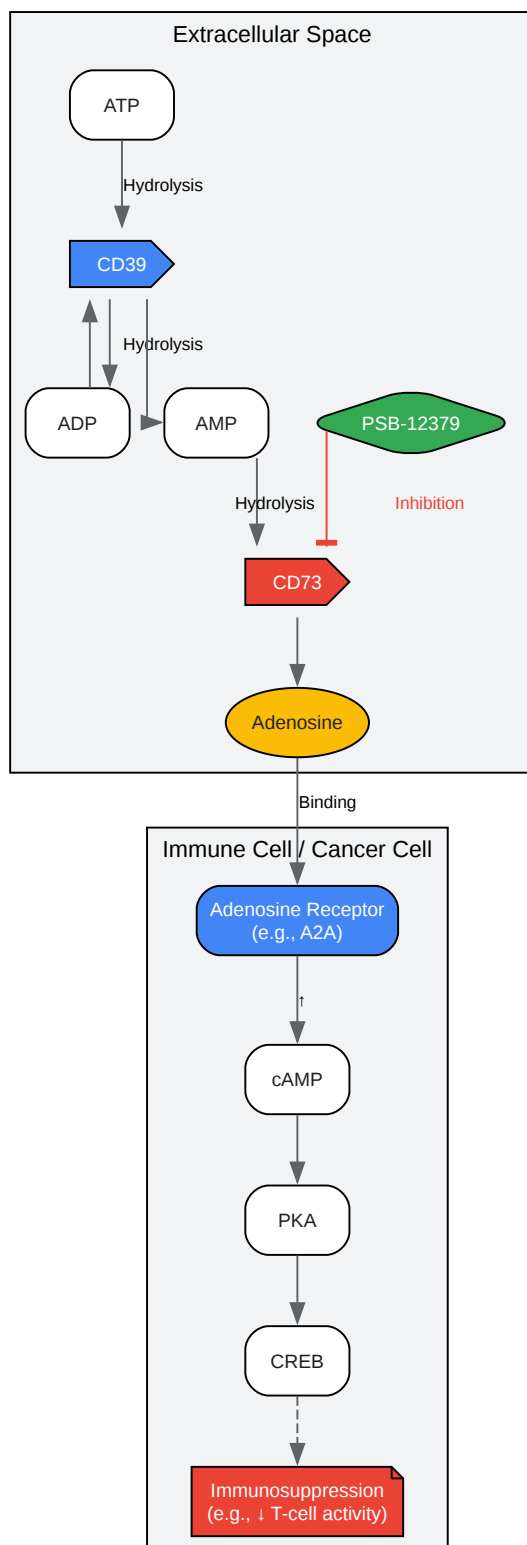 Extracellular Space
ATP
Hydrolysis
CD39
Hydrolysis
ADP
AMP
PSB-12379
Hydrolysis
Inhibition
CD73
Adenosine
Binding
Immune Cell / Cancer Cell
Adenosine Receptor
(e.g., A2A)
↑
cAMP
PKA
CREB
Immunosuppression
(e.g., ↓ T-cell activity)